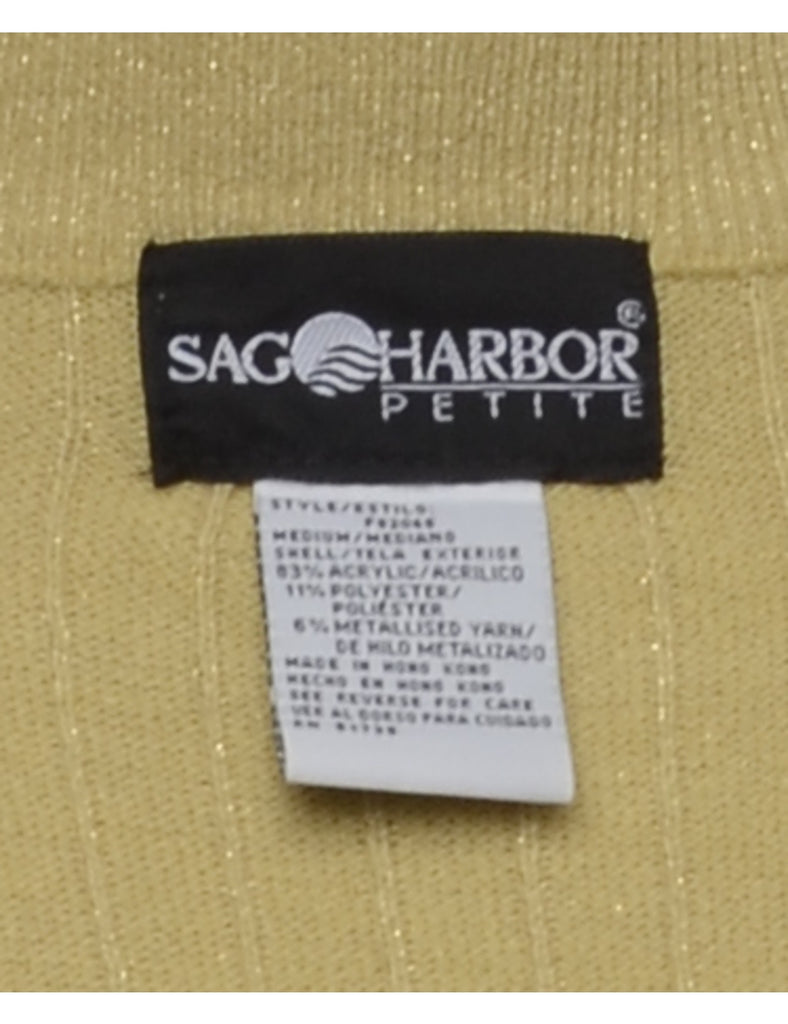 SAG HARBOR®
PETITE
STYLE/ESTILO:
MEDIUM/MEDIANO
SHELL/TELA EXTERIOR
83% ACRYLIC/ACRILICO
11% POLYESTER/
POLIÉSTER
6% METALLISED YARN/
DE HILO METALIZADO
MADE IN HONG KONG
HECHO EN HONG KONG
SEE REVERSE FOR CARE
VER AL DORSO PARA CUIDADO
RN